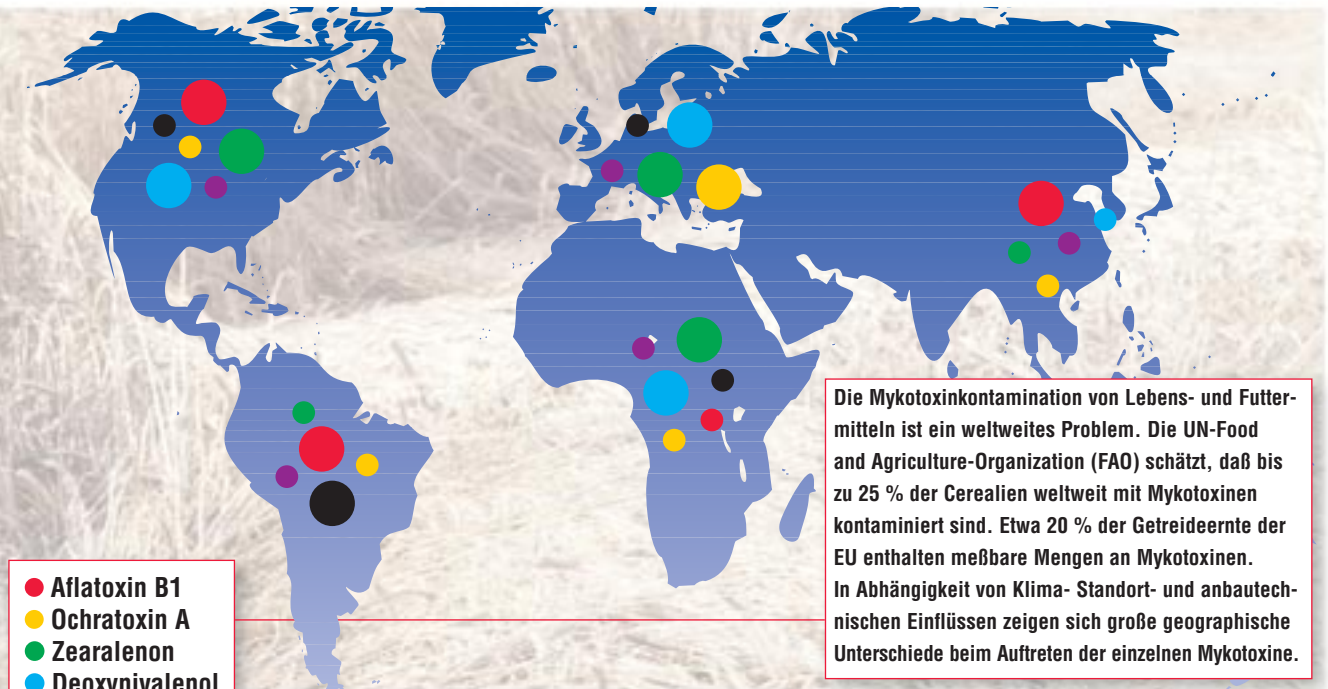 Die Mykotoxinkontamination von Lebens- und Futter-
mitteln ist ein weltweites Problem. Die UN-Food
and Agriculture-Organization (FAO) schätzt, daß bis
zu 25 % der Cerealien weltweit mit Mykotoxinen
kontaminiert sind. Etwa 20 % der Getreideernte der
EU enthalten meßbare Mengen an Mykotoxinen.
In Abhängigkeit von Klima- Standort- und anbautech-
nischen Einflüssen zeigen sich große geographische
Unterschiede beim Auftreten der einzelnen Mykotoxine.
Aflatoxin B1
Ochratoxin A
Zearalenon
Deoxynivalenol